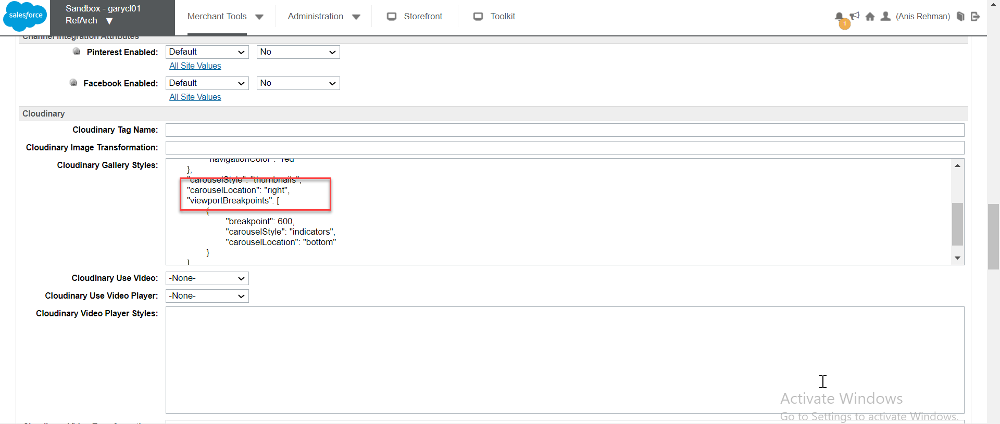 salesforce
Sandbox - garycl01
RefArch
Merchant Tools
Administration
Storefront
Toolkit
1
(Anis Rehman)
Channel Integration Attributes
Pinterest Enabled:
Default
No
All Site Values
Facebook Enabled:
Default
No
All Site Values
Cloudinary
Cloudinary Tag Name:
Cloudinary Image Transformation:
Cloudinary Gallery Styles:
"navigationColor": "red"
},
"carouselStyle": "thumbnails",
"carouselLocation": "right",
"viewportBreakpoints": [
{
"breakpoint": 600,
"carouselStyle": "indicators",
"carouselLocation": "bottom"
}
]
Cloudinary Use Video:
-None-
Cloudinary Use Video Player:
-None-
Cloudinary Video Player Styles:
Activate Windows
Go to Settings to activate Windows.